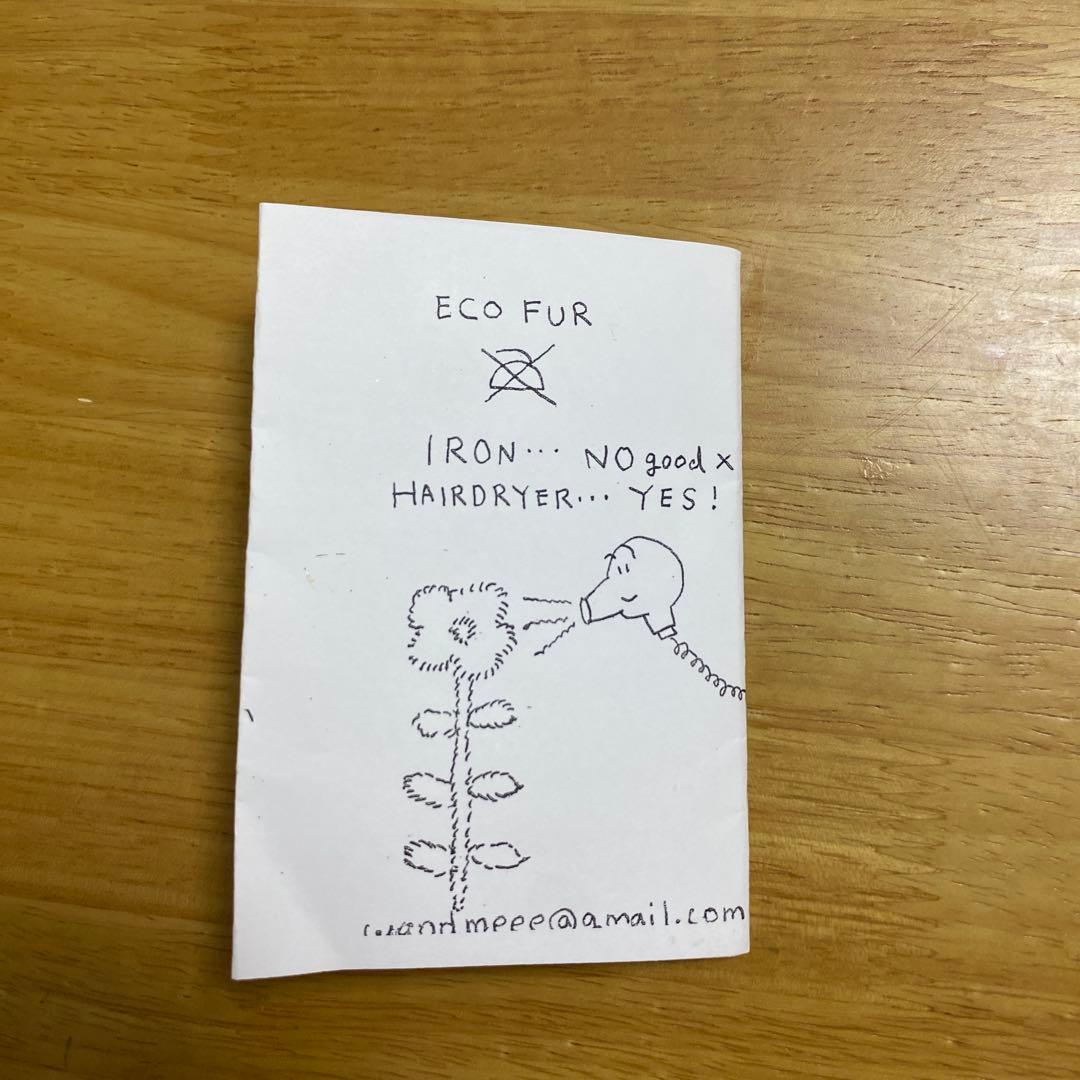 ECO FUR
IRON... NO good x
HAIRDRYER... YES!